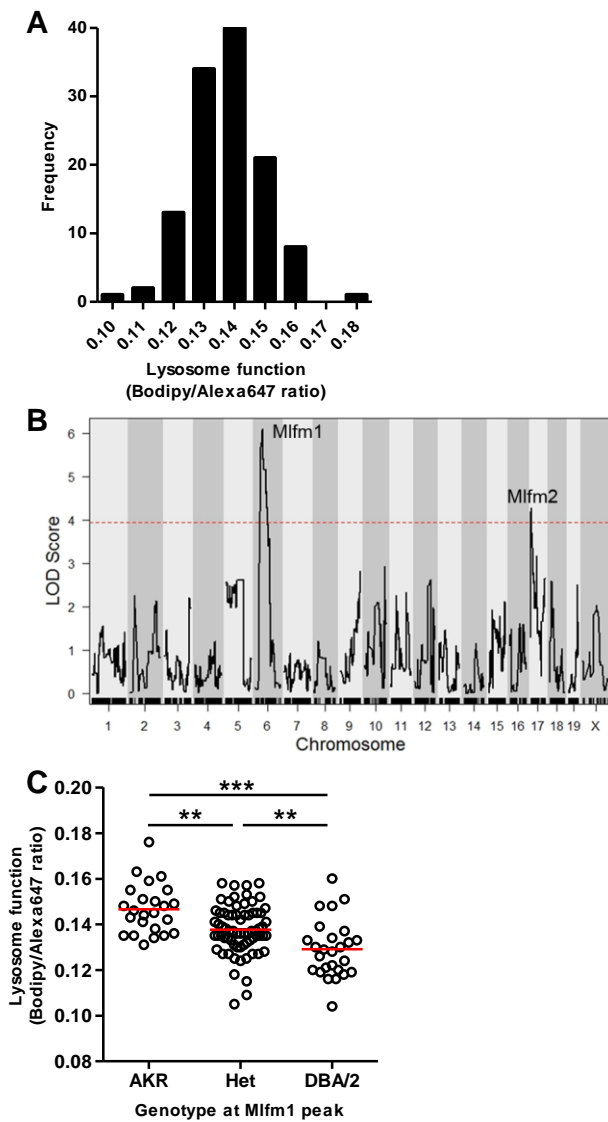 A
40
30
20
10
0
Frequency
0.10 0.11 0.12 0.13 0.14 0.15 0.16 0.17 0.18
Lysosome function
(Bodipy/Alexa647 ratio)
B
Mlfm1
Mlfm2
6
5
4
3
2
1
0
LOD Score
1 2 3 4 5 6 7 8 9 10 11 12 13 14 15 16 17 18 19 X
Chromosome
C
0.20
0.18
0.16
0.14
0.12
0.10
0.08
Lysosome function
(Bodipy/Alexa647 ratio)
***
** **
AKR Het DBA/2
Genotype at Mlfm1 peak